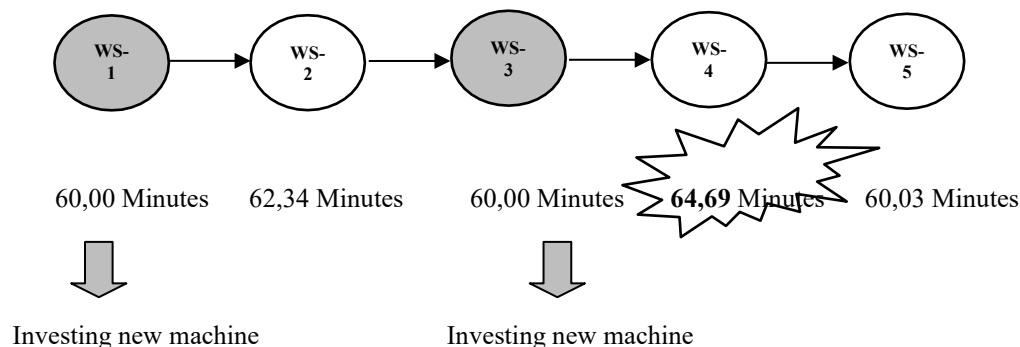 WS-
1
WS-
2
WS-
3
WS-
4
WS-
5
60,00 Minutes
62,34 Minutes
60,00 Minutes
64,69 Minutes
60,03 Minutes
Investing new machine
Investing new machine